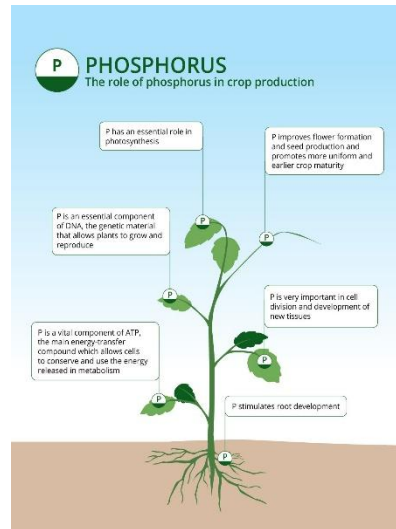 P
PHOSPHORUS
The role of phosphorus in crop production
P has an essential role in
photosynthesis
P improves flower formation
and seed production and
promotes more uniform and
earlier crop maturity
P is an essential component
of DNA, the genetic material
that allows plants to grow and
reproduce
P
P
P
P is very important in cell
division and development of
new tissues
P is a vital component of ATP,
the main energy-transfer
compound which allows cells
to conserve and use the energy
released in metabolism
P
P
P stimulates root development
P